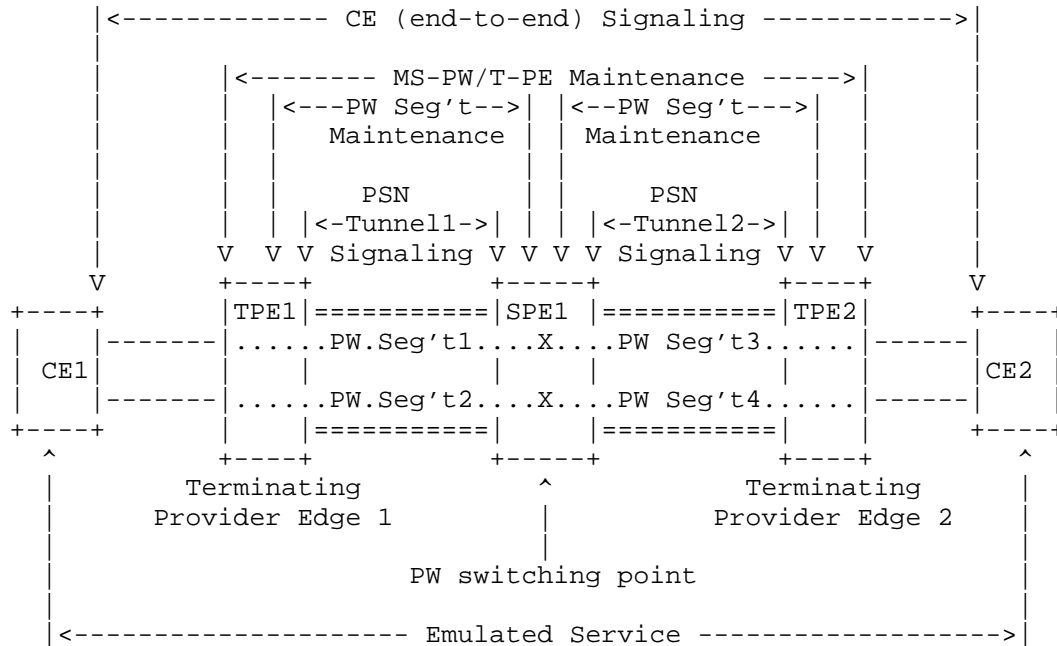 |<------------- CE (end-to-end) Signaling ------------>|
|<-------- MS-PW/T-PE Maintenance ----->|
|<---PW Seg't-->| |<--PW Seg't--->|
Maintenance Maintenance
PSN PSN
|<-Tunnel1->| |<-Tunnel2->|
V V V Signaling V V V V Signaling V V V
V V
|TPE1|===========|SPE1 |===========|TPE2|
|-------|......PW.Seg't1....X....PW Seg't3......|------|
| CE1| |CE2 |
|-------|......PW.Seg't2....X....PW Seg't4......|------|
|===========| |===========|
Terminating ^ Terminating
Provider Edge 1 | Provider Edge 2
PW switching point
|<--------------------- Emulated Service ------------------->|